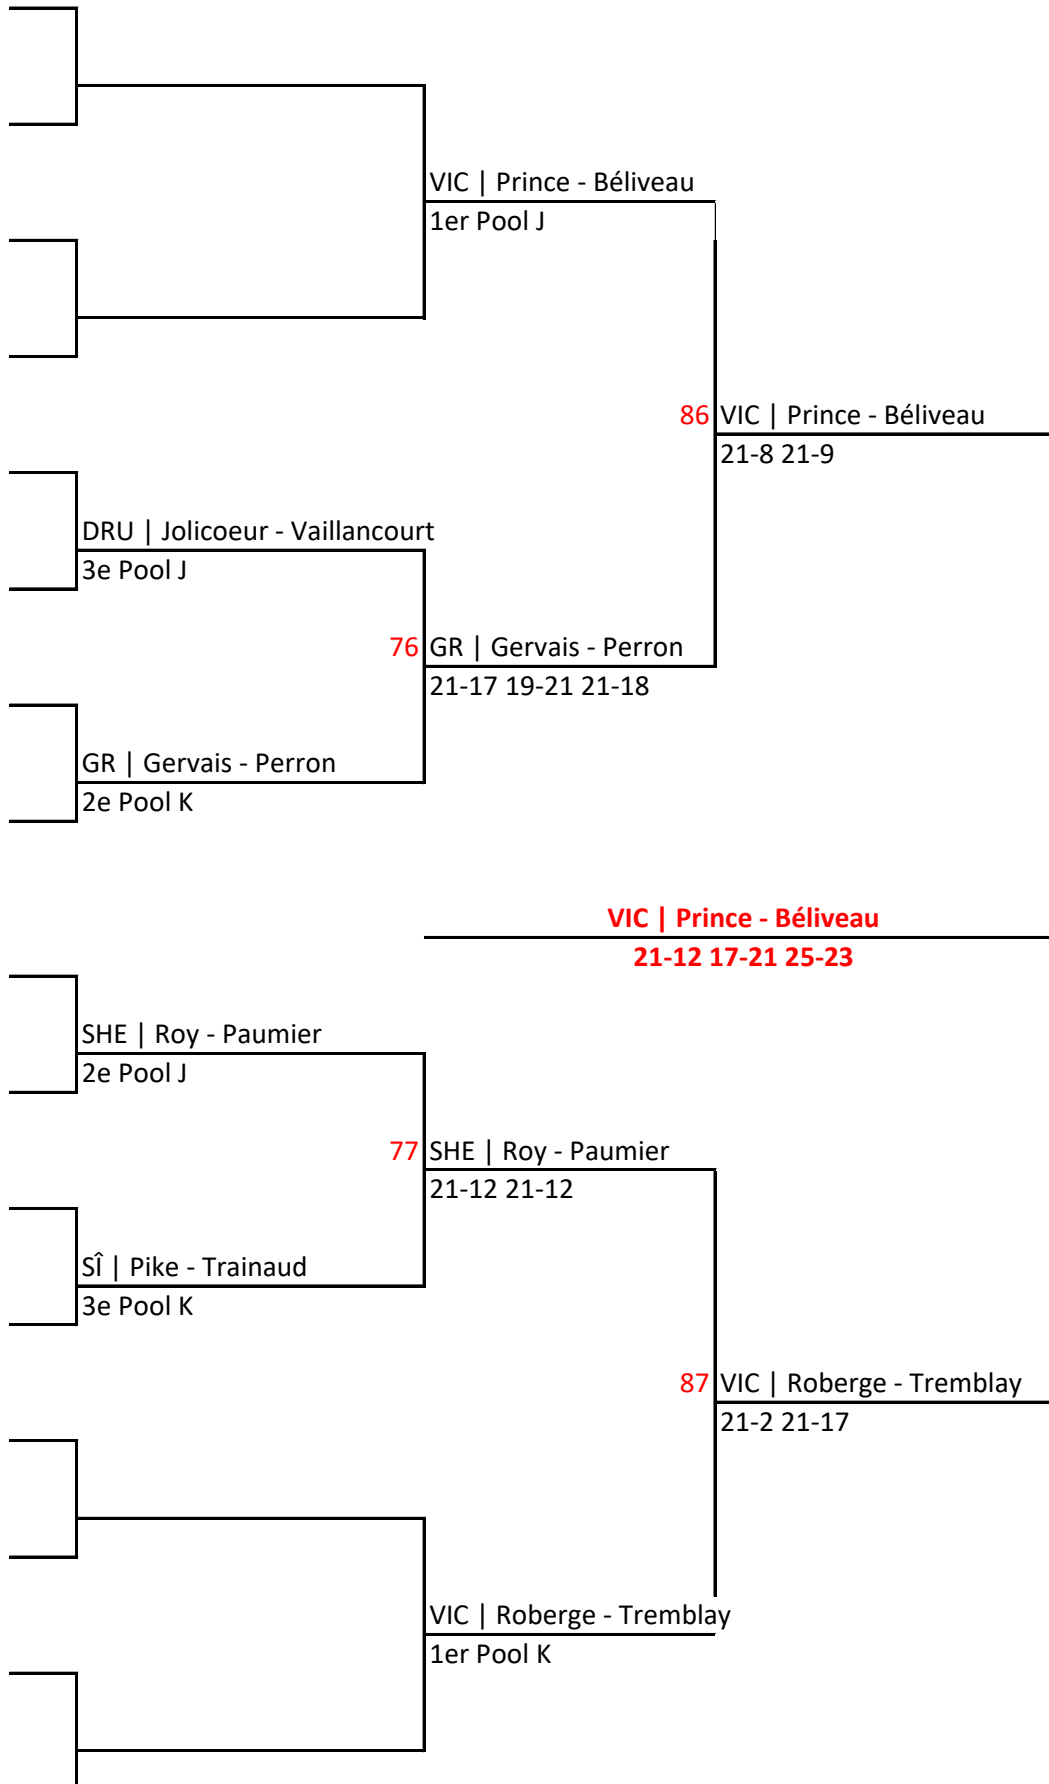 VIC | Prince - Béliveau
1er Pool J
86 VIC | Prince - Béliveau
21-8 21-9
DRU | Jolicoeur - Vaillancourt
3e Pool J
76 GR | Gervais - Perron
21-17 19-21 21-18
GR | Gervais - Perron
2e Pool K
VIC | Prince - Béliveau
21-12 17-21 25-23
SHE | Roy - Paumier
2e Pool J
77 SHE | Roy - Paumier
21-12 21-12
SÎ | Pike - Trainaud
3e Pool K
87 VIC | Roberge - Tremblay
21-2 21-17
VIC | Roberge - Tremblay
1er Pool K